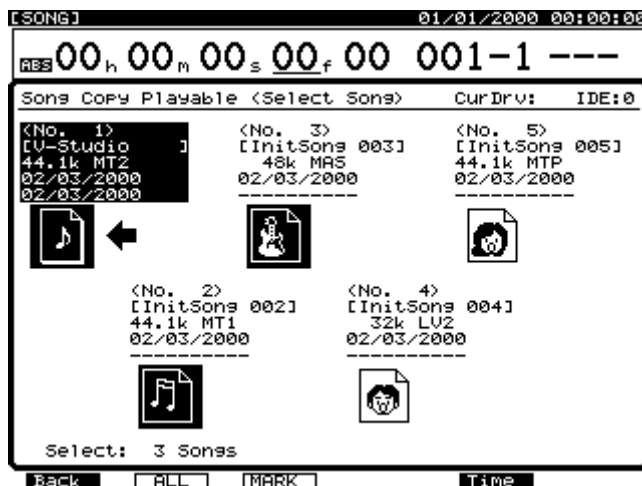 [SONG] 01/01/2000 00:00:00
ABS 00h 00m 00s 00f 00 001-1 ---
Song Copy Playable (Select Song) CurDrv: IDE:0
(No. 1)
[V-Studio ]
44.1k MT2
02/03/2000
02/03/2000
(No. 3)
[InitSong 003]
48k MAS
02/03/2000
----------
(No. 5)
[InitSong 005]
44.1k MTP
02/03/2000
----------
(No. 2)
[InitSong 002]
44.1k MT1
02/03/2000
----------
(No. 4)
[InitSong 004]
32k LV2
02/03/2000
----------
Select: 3 Songs
Back ALL MARK Time